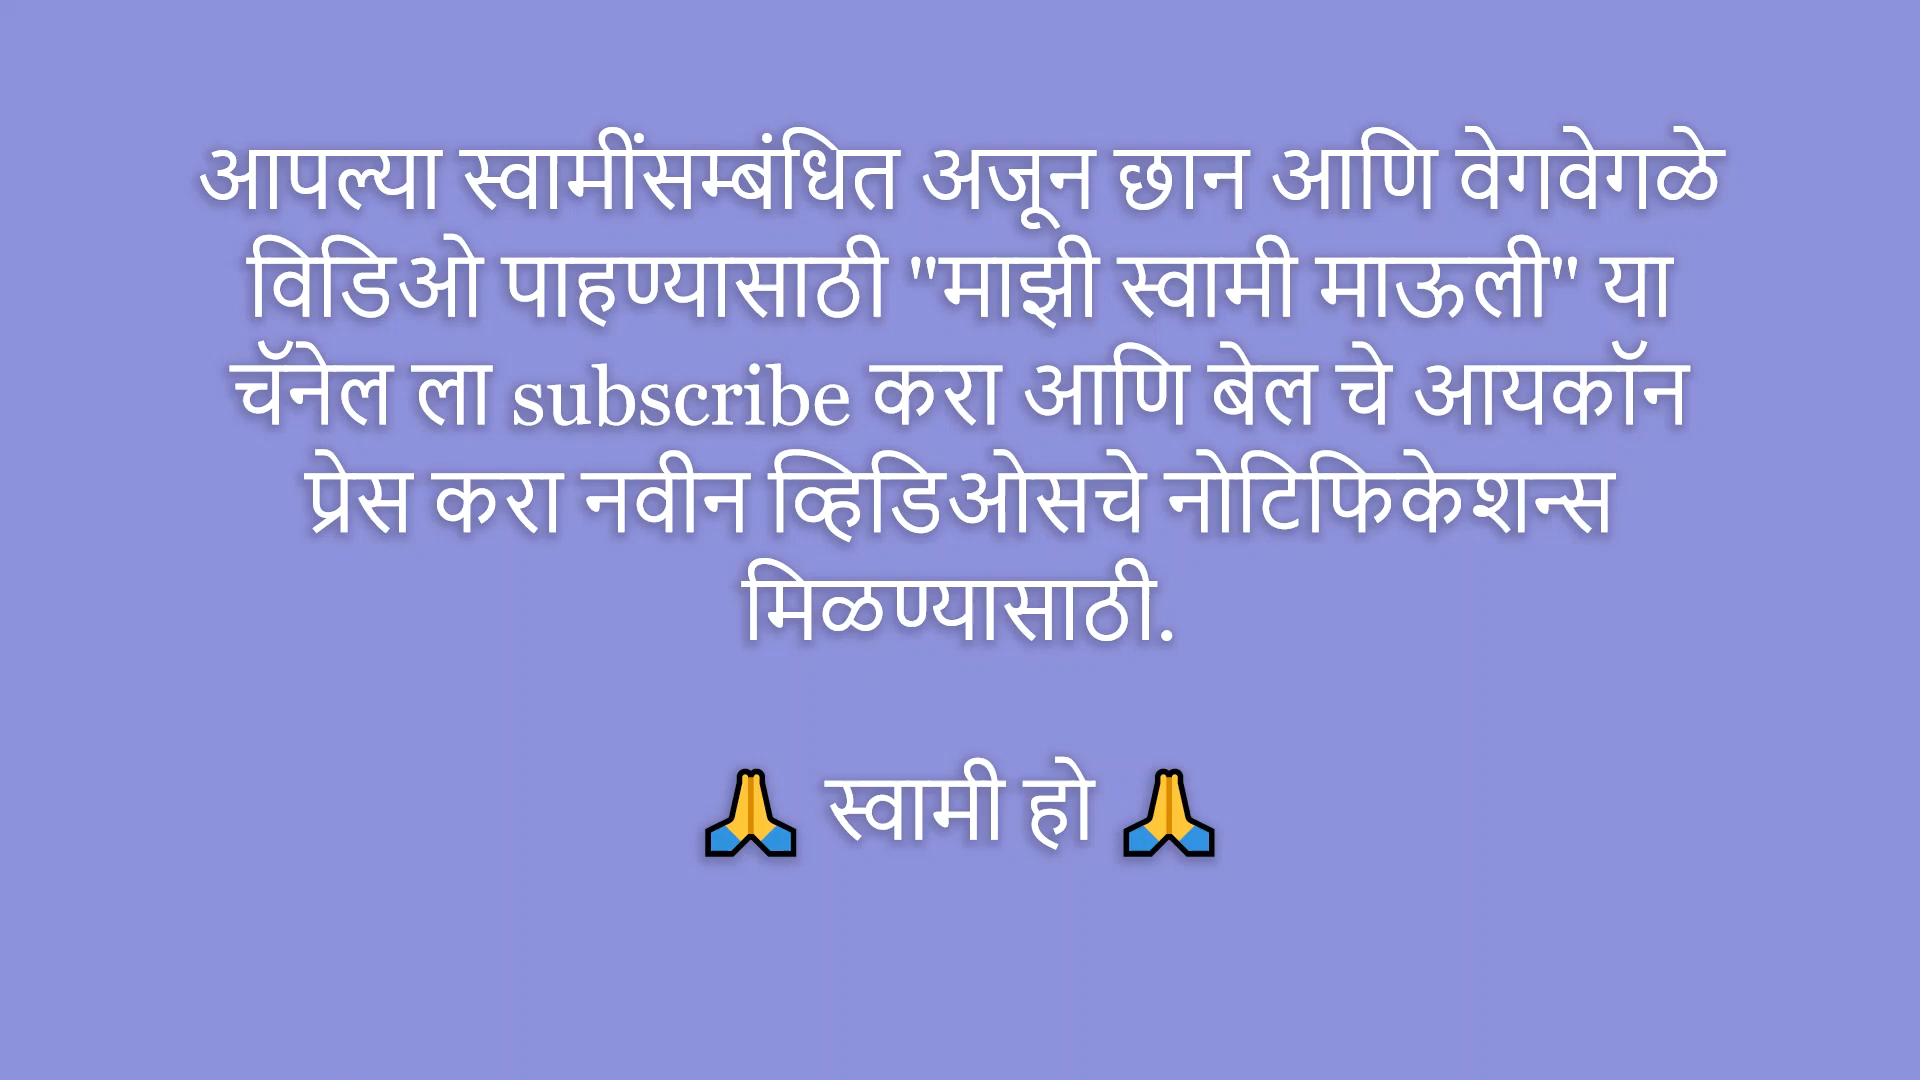 आपल्या स्वामींसम्बंधित अजून छान आणि वेगवेगळे
विडिओ पाहण्यासाठी "माझी स्वामी माऊली" या
चॅनेल ला subscribe करा आणि बेल चे आयकॉन
प्रेस करा नवीन व्हिडिओसचे नोटिफिकेशन्स
मिळण्यासाठी.
🙏 स्वामी हो 🙏